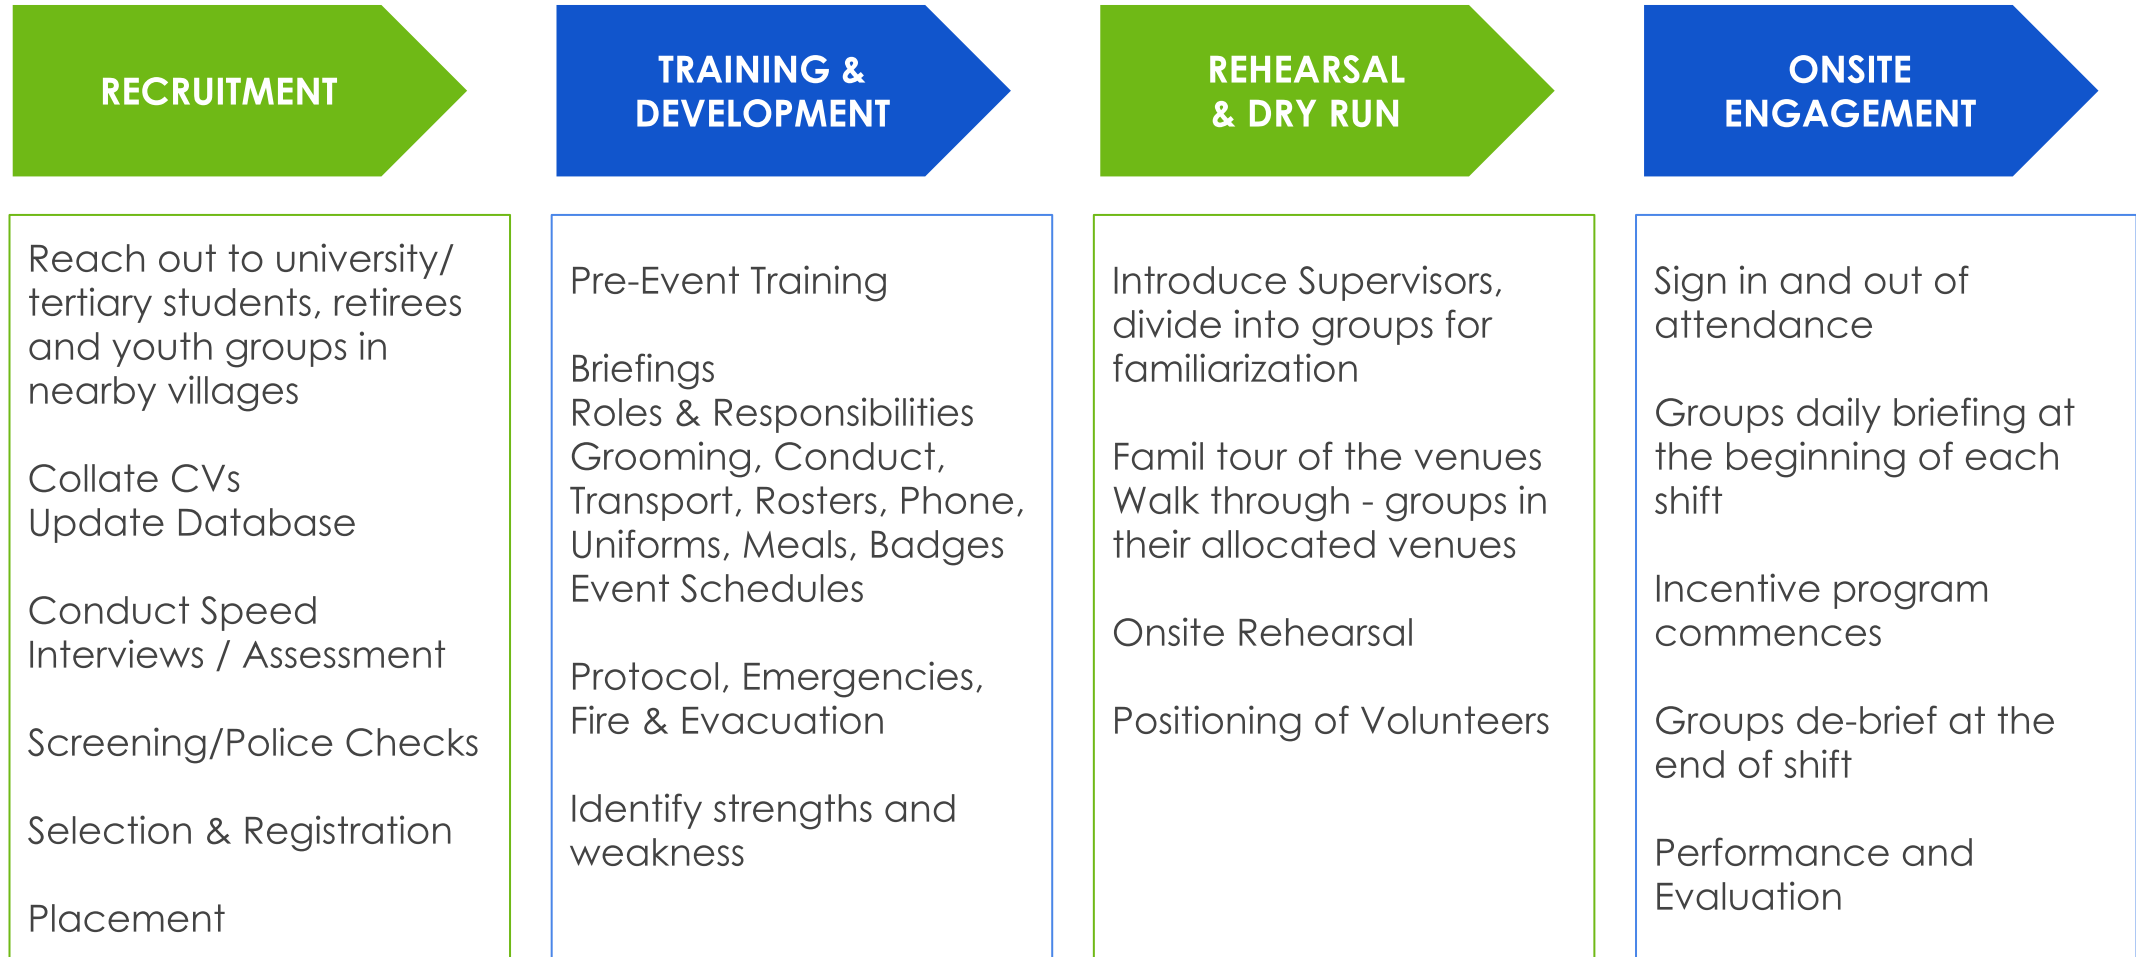 RECRUITMENT
Reach out to university/
tertiary students, retirees
and youth groups in
nearby villages
Collate CVs
Update Database
Conduct Speed
Interviews / Assessment
Screening/Police Checks
Selection & Registration
Placement
TRAINING &
DEVELOPMENT
Pre-Event Training
Briefings
Roles & Responsibilities
Grooming, Conduct,
Transport, Rosters, Phone,
Uniforms, Meals, Badges
Event Schedules
Protocol, Emergencies,
Fire & Evacuation
Identify strengths and
weakness
REHEARSAL
& DRY RUN
Introduce Supervisors,
divide into groups for
familiarization
Famil tour of the venues
Walk through - groups in
their allocated venues
Onsite Rehearsal
Positioning of Volunteers
ONSITE
ENGAGEMENT
Sign in and out of
attendance
Groups daily briefing at
the beginning of each
shift
Incentive program
commences
Groups de-brief at the
end of shift
Performance and
Evaluation